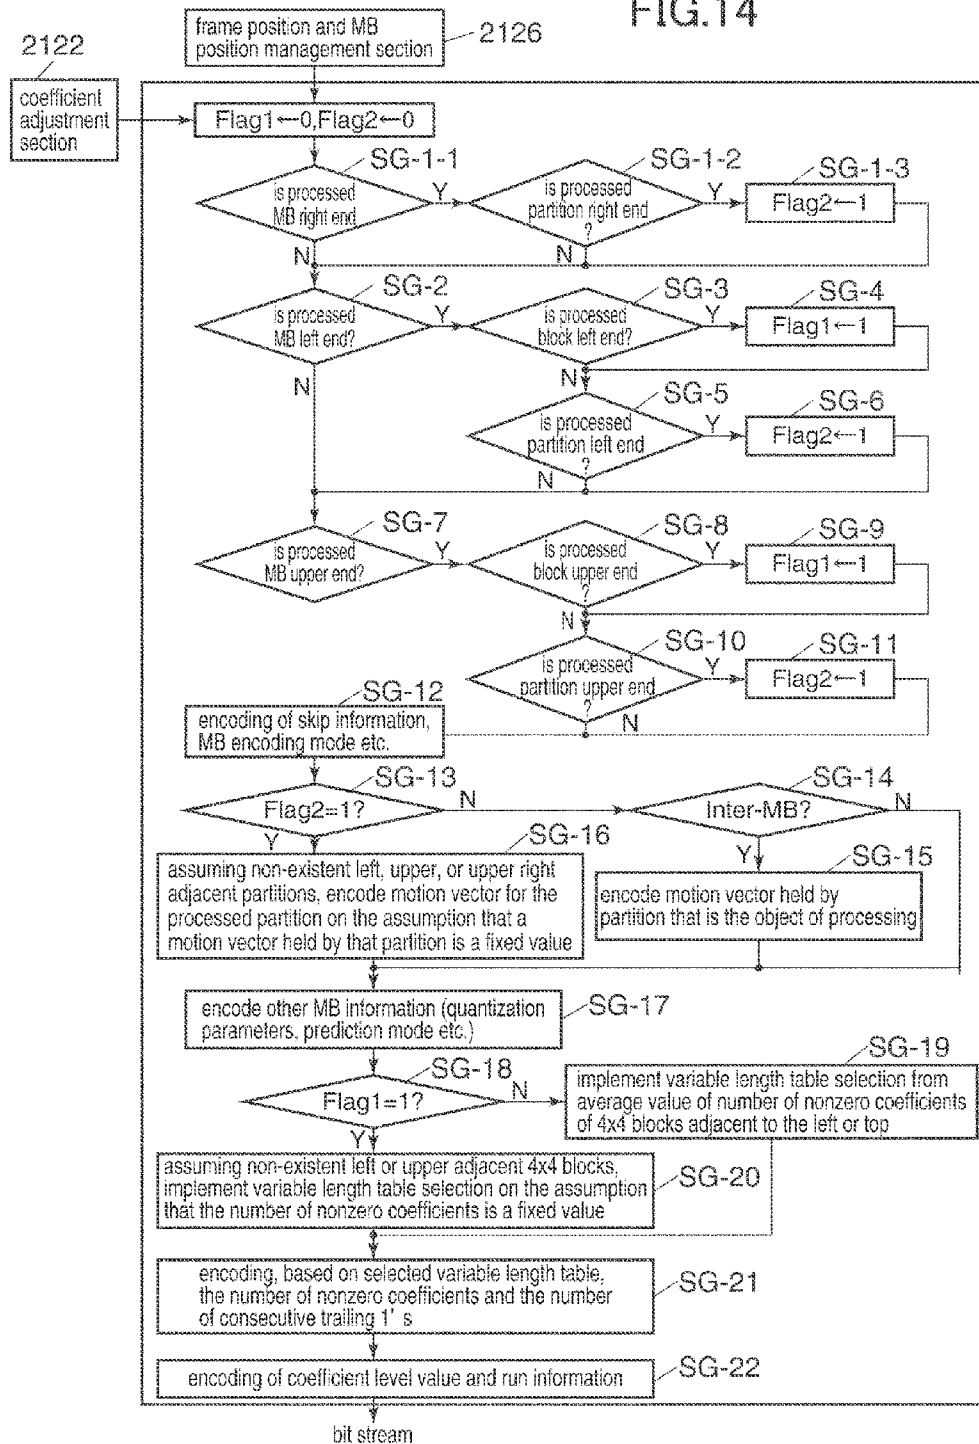 FIG.14
frame position and MB
position management section
2126
2122
coefficient
adjustment
section
Flag1←0,Flag2←0
SG-1-1
is processed
MB right end
Y
N
SG-1-2
is processed
partition right end
?
Y
N
SG-1-3
Flag2←1
SG-2
is processed
MB left end?
Y
N
SG-3
is processed
block left end?
Y
N
SG-4
Flag1←1
SG-5
is processed
partition left end
?
Y
N
SG-6
Flag2←1
SG-7
is processed
MB upper end?
Y
SG-8
is processed
block upper end
?
Y
N
SG-9
Flag1←1
SG-10
is processed
partition upper end
?
Y
N
SG-11
Flag2←1
SG-12
encoding of skip information,
MB encoding mode etc.
SG-13
Flag2=1?
N
Y
SG-14
Inter-MB?
N
Y
SG-16
assuming non-existent left, upper, or upper right
adjacent partitions, encode motion vector for the
processed partition on the assumption that a
motion vector held by that partition is a fixed value
SG-15
encode motion vector held by
partition that is the object of processing
encode other MB information (quantization
parameters, prediction mode etc.)
SG-17
SG-18
Flag1=1?
N
Y
SG-19
implement variable length table selection from
average value of number of nonzero coefficients
of 4x4 blocks adjacent to the left or top
assuming non-existent left or upper adjacent 4x4 blocks,
implement variable length table selection on the assumption
that the number of nonzero coefficients is a fixed value
SG-20
encoding, based on selected variable length table,
the number of nonzero coefficients and the number
of consecutive trailing 1' s
SG-21
encoding of coefficient level value and run information
SG-22
bit stream